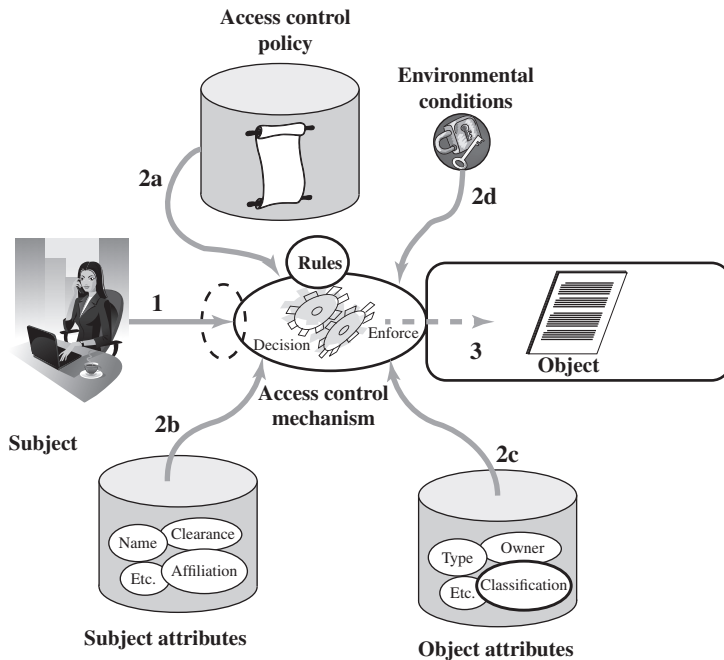 Access control
policy
Environmental
conditions
2a
2d
Rules
1
Decision
Enforce
3
Object
Access control
mechanism
Subject
2b
2c
Name
Clearance
Etc.
Affiliation
Type
Owner
Etc.
Classification
Subject attributes
Object attributes